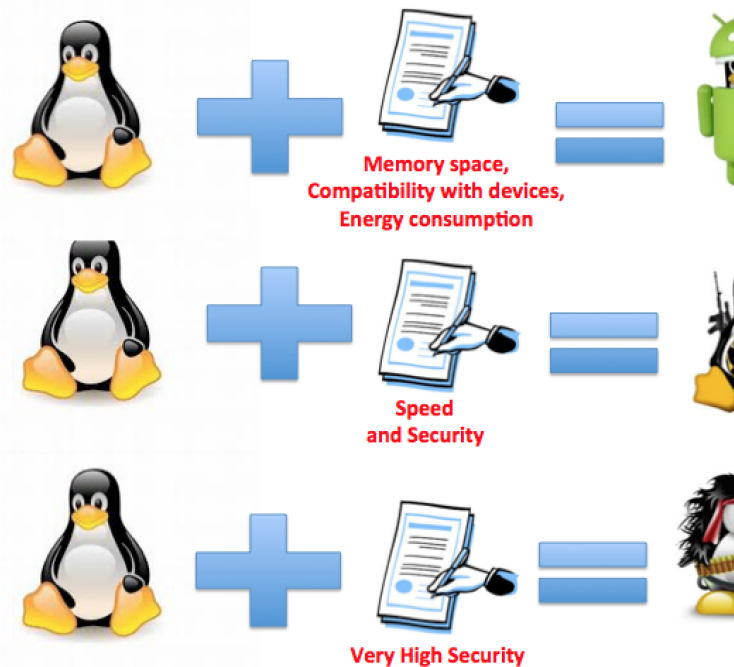 Memory space,
Compatibility with devices,
Energy consumption
Speed
and Security
Very High Security